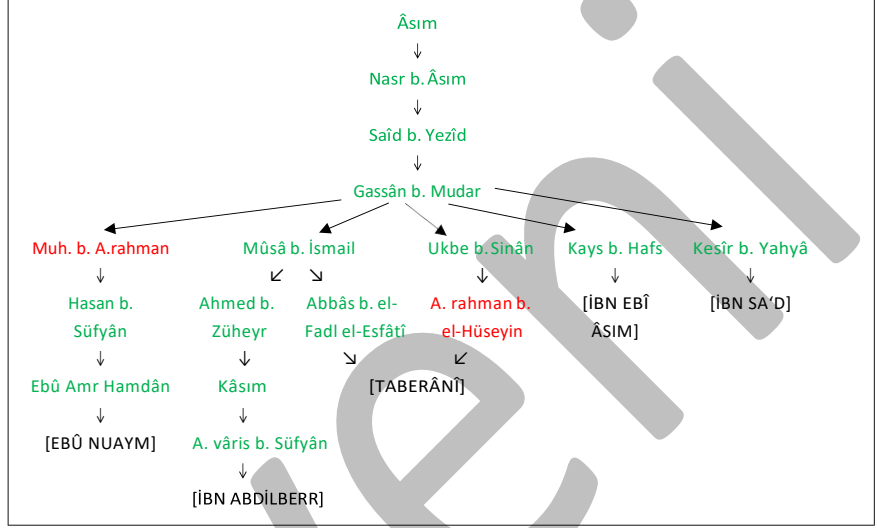 Âsım
↓
Nasr b. Âsım
↓
Saîd b. Yezîd
↓
Gassân b. Mudar
Muh. b. A.rahman Mûsâ b. İsmail Ukbe b. Sinân Kays b. Hafs Kesîr b. Yahyâ
↓ ↙ ↘ ↓ ↓ ↓
Hasan b. Ahmed b. Abbâs b. el- A. rahman b. [İBN EBÎ [İBN SA‘D]
Süfyân Züheyr Fadl el-Esfâtî el-Hüseyin ÂSIM]
↓ ↓ ↘ ↙
Ebû Amr Hamdân Kâsım [TABERÂNÎ]
↓ ↓
[EBÛ NUAYM] A. vâris b. Süfyân
↓
[İBN ABDİLBERR]